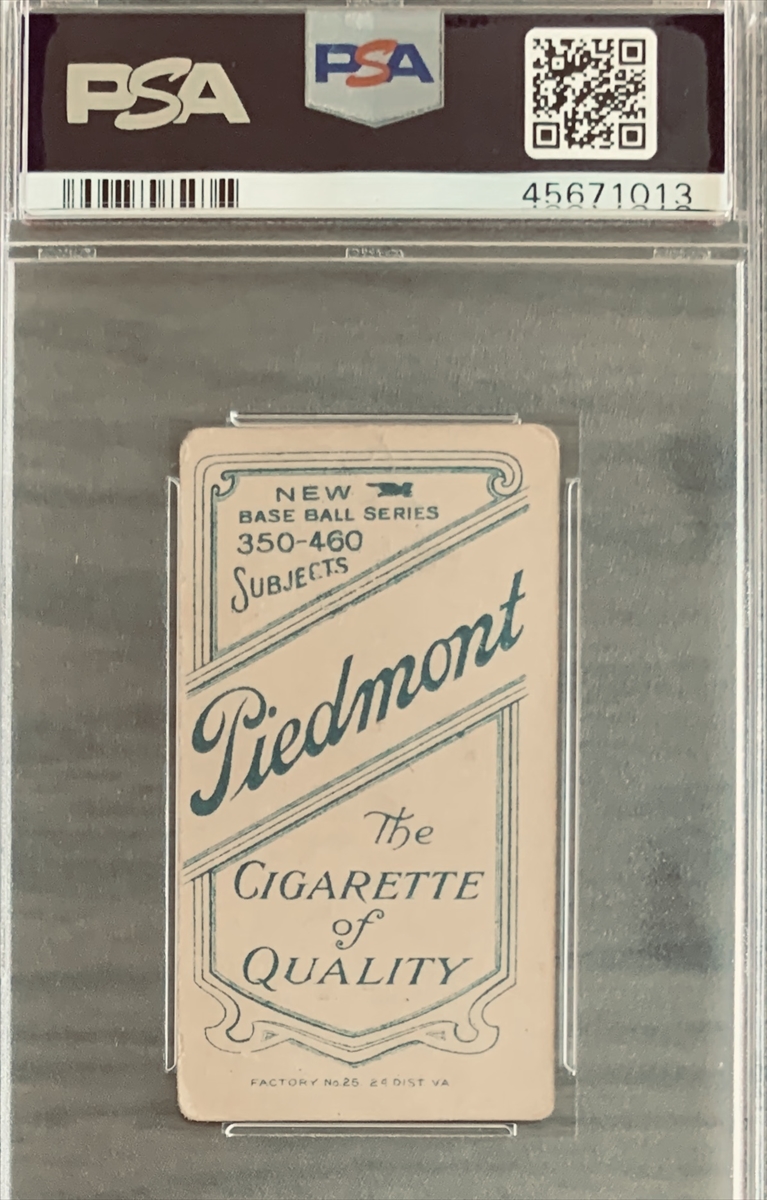 PSA
PSA
45671013
NEW
BASE BALL SERIES
350-460
SUBJECTS
Piedmont
The
CIGARETTE
of
QUALITY
FACTORY No. 25 2d DIST VA